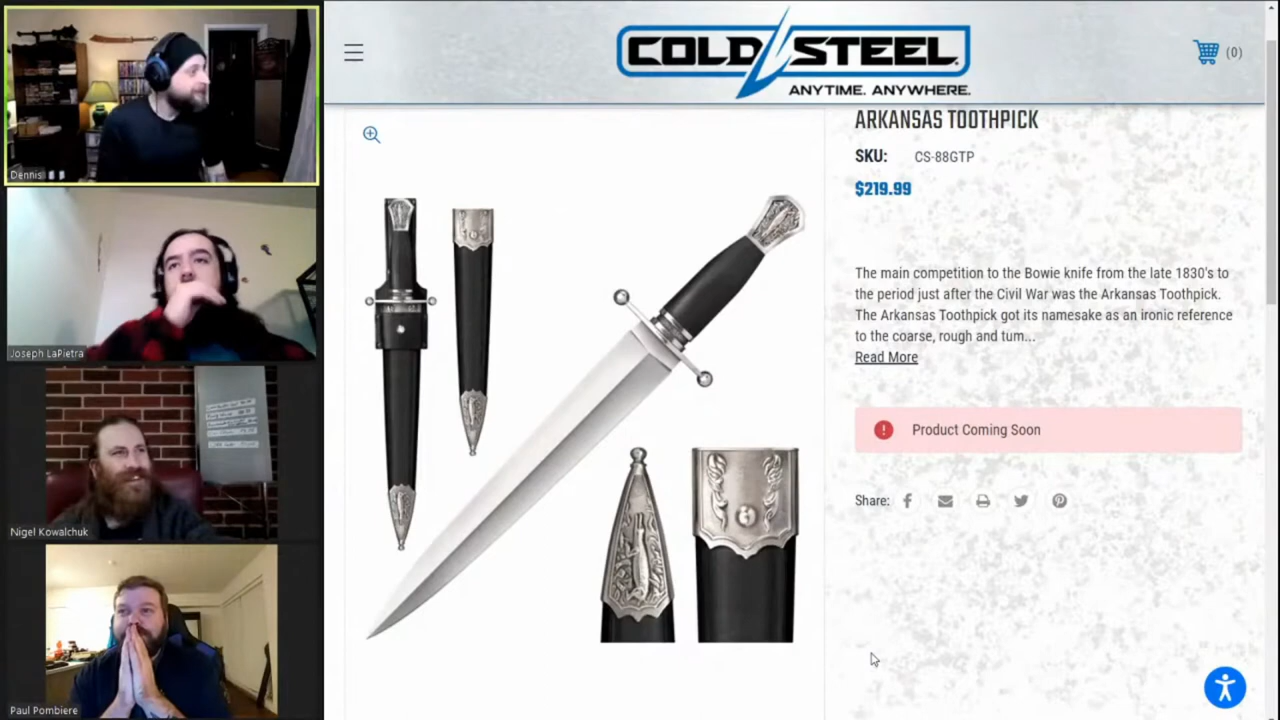 Dennis
Joseph LaPietra
Nigel Kowalchuk
Paul Pombiere
COLD STEEL
ANYTIME. ANYWHERE.
(0)
ARKANSAS TOOTHPICK
SKU: CS-88GTP
$219.99
The main competition to the Bowie knife from the late 1830's to
the period just after the Civil War was the Arkansas Toothpick.
The Arkansas Toothpick got its namesake as an ironic reference
to the coarse, rough and tum...
Read More
Product Coming Soon
Share: